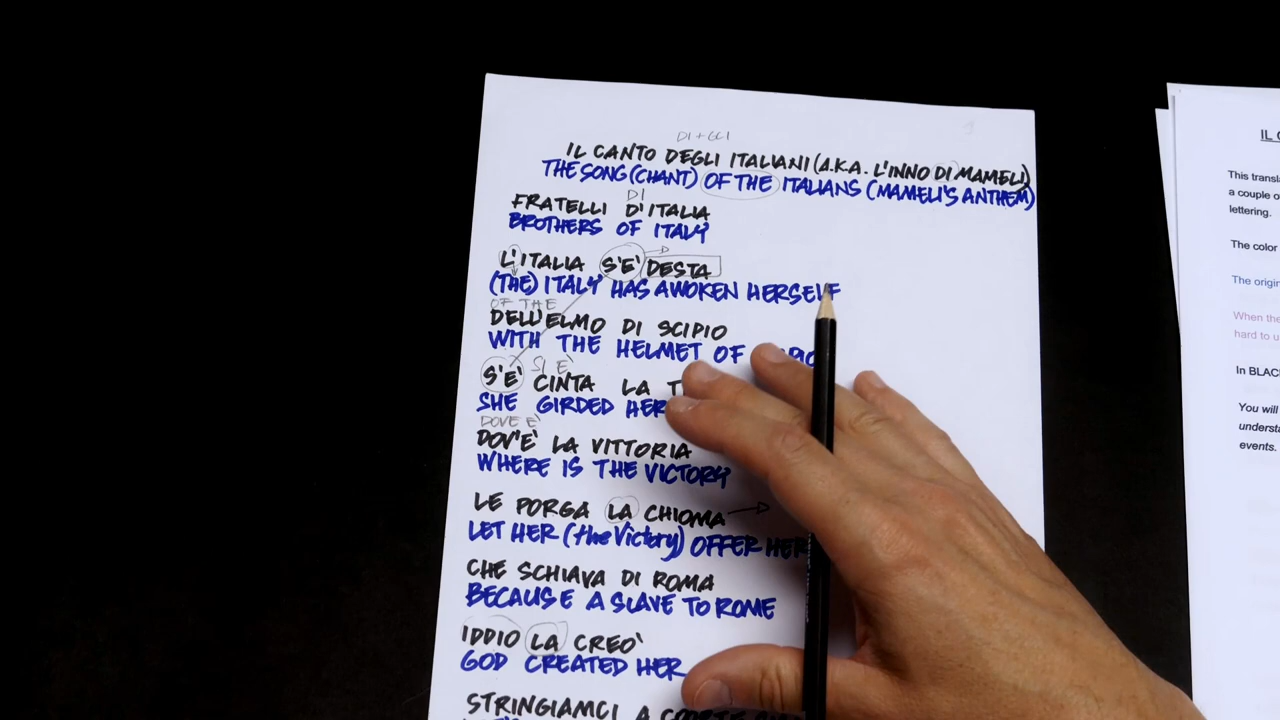 DI + GLI
IL CANTO DEGLI ITALIANI (A.K.A. L'INNO DI MAMELI)
THE SONG (CHANT) OF THE ITALIANS (MAMELI'S ANTHEM)
DI
FRATELLI D'ITALIA
BROTHERS OF ITALY
L'ITALIA S'E' DESTA
(THE) ITALY HAS AWOKEN HERSELF
OF THE
DELL'ELMO DI SCIPIO
WITH THE HELMET OF
SI E'
S'E' CINTA LA
SHE GIRDED HER
DOVE E'
DOV'E' LA VITTORIA
WHERE IS THE VICTORY
LE PORGA LA CHIOMA
LET HER (the Victory) OFFER HER
CHE SCHIAVA DI ROMA
BECAUSE A SLAVE TO ROME
IDDIO LA CREO'
GOD CREATED HER
STRINGIAMCI A
IL
This
a couple
lettering.
The color
The
When the
hard to
In
You will
events.